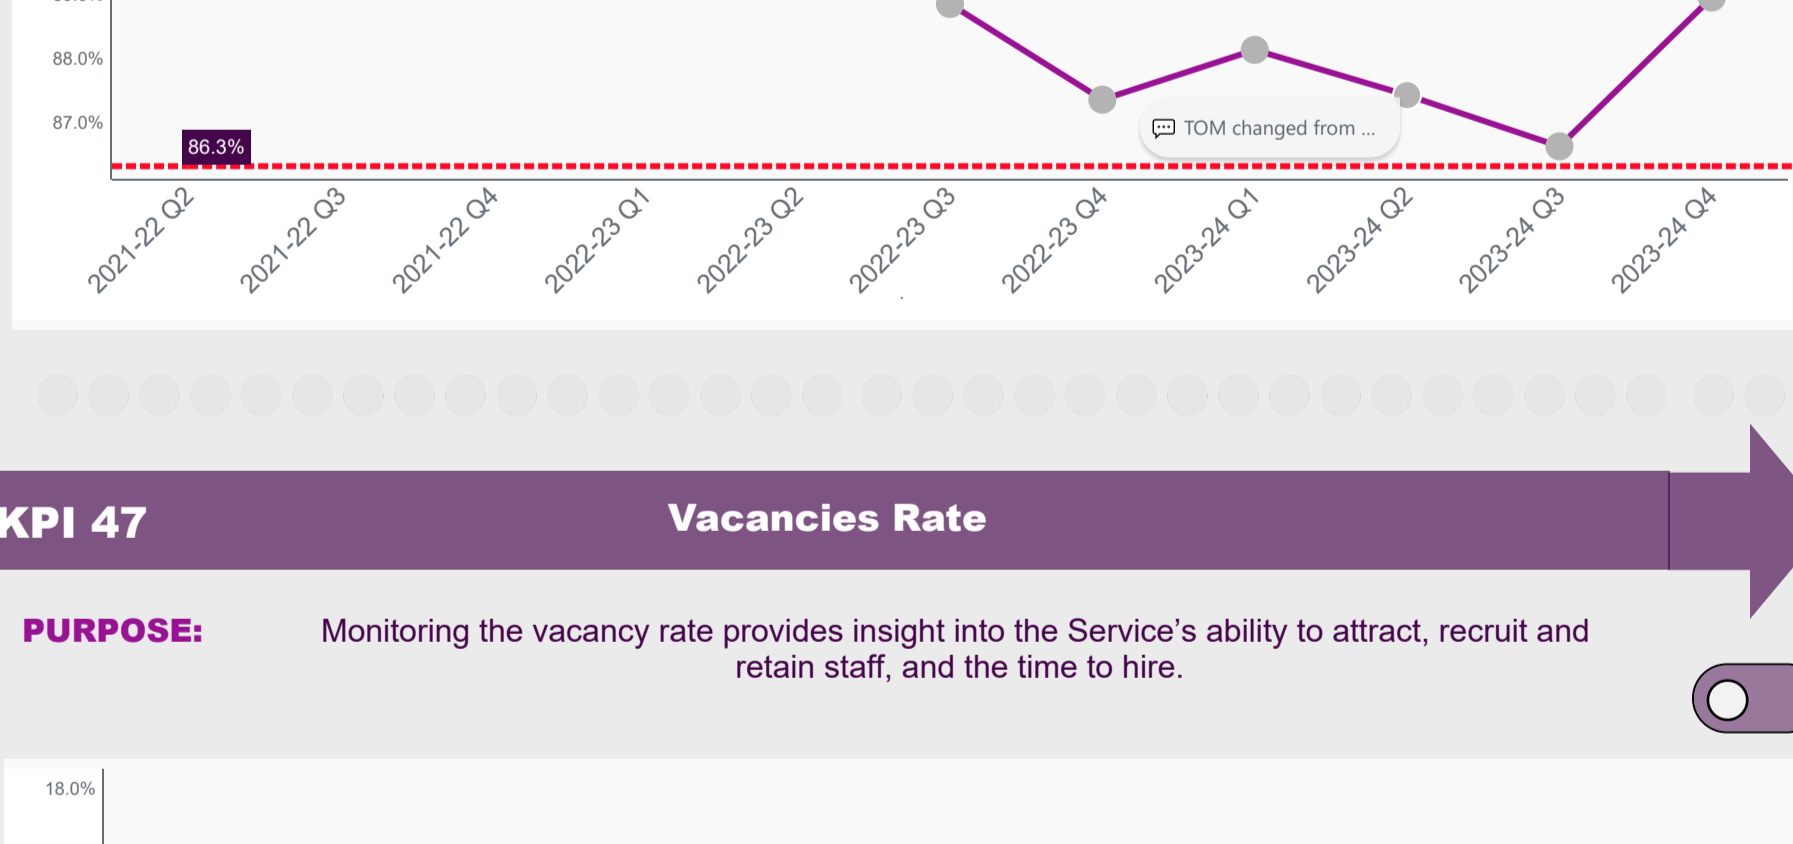 88.0%
87.0%
86.3%
TOM changed from ...
2021-22 Q2
2021-22 Q3
2021-22 Q4
2022-23 Q1
2022-23 Q2
2022-23 Q3
2022-23 Q4
2023-24 Q1
2023-24 Q2
2023-24 Q3
2023-24 Q4
KPI 47
Vacancies Rate
PURPOSE:
Monitoring the vacancy rate provides insight into the Service’s ability to attract, recruit and
retain staff, and the time to hire.
18.0%